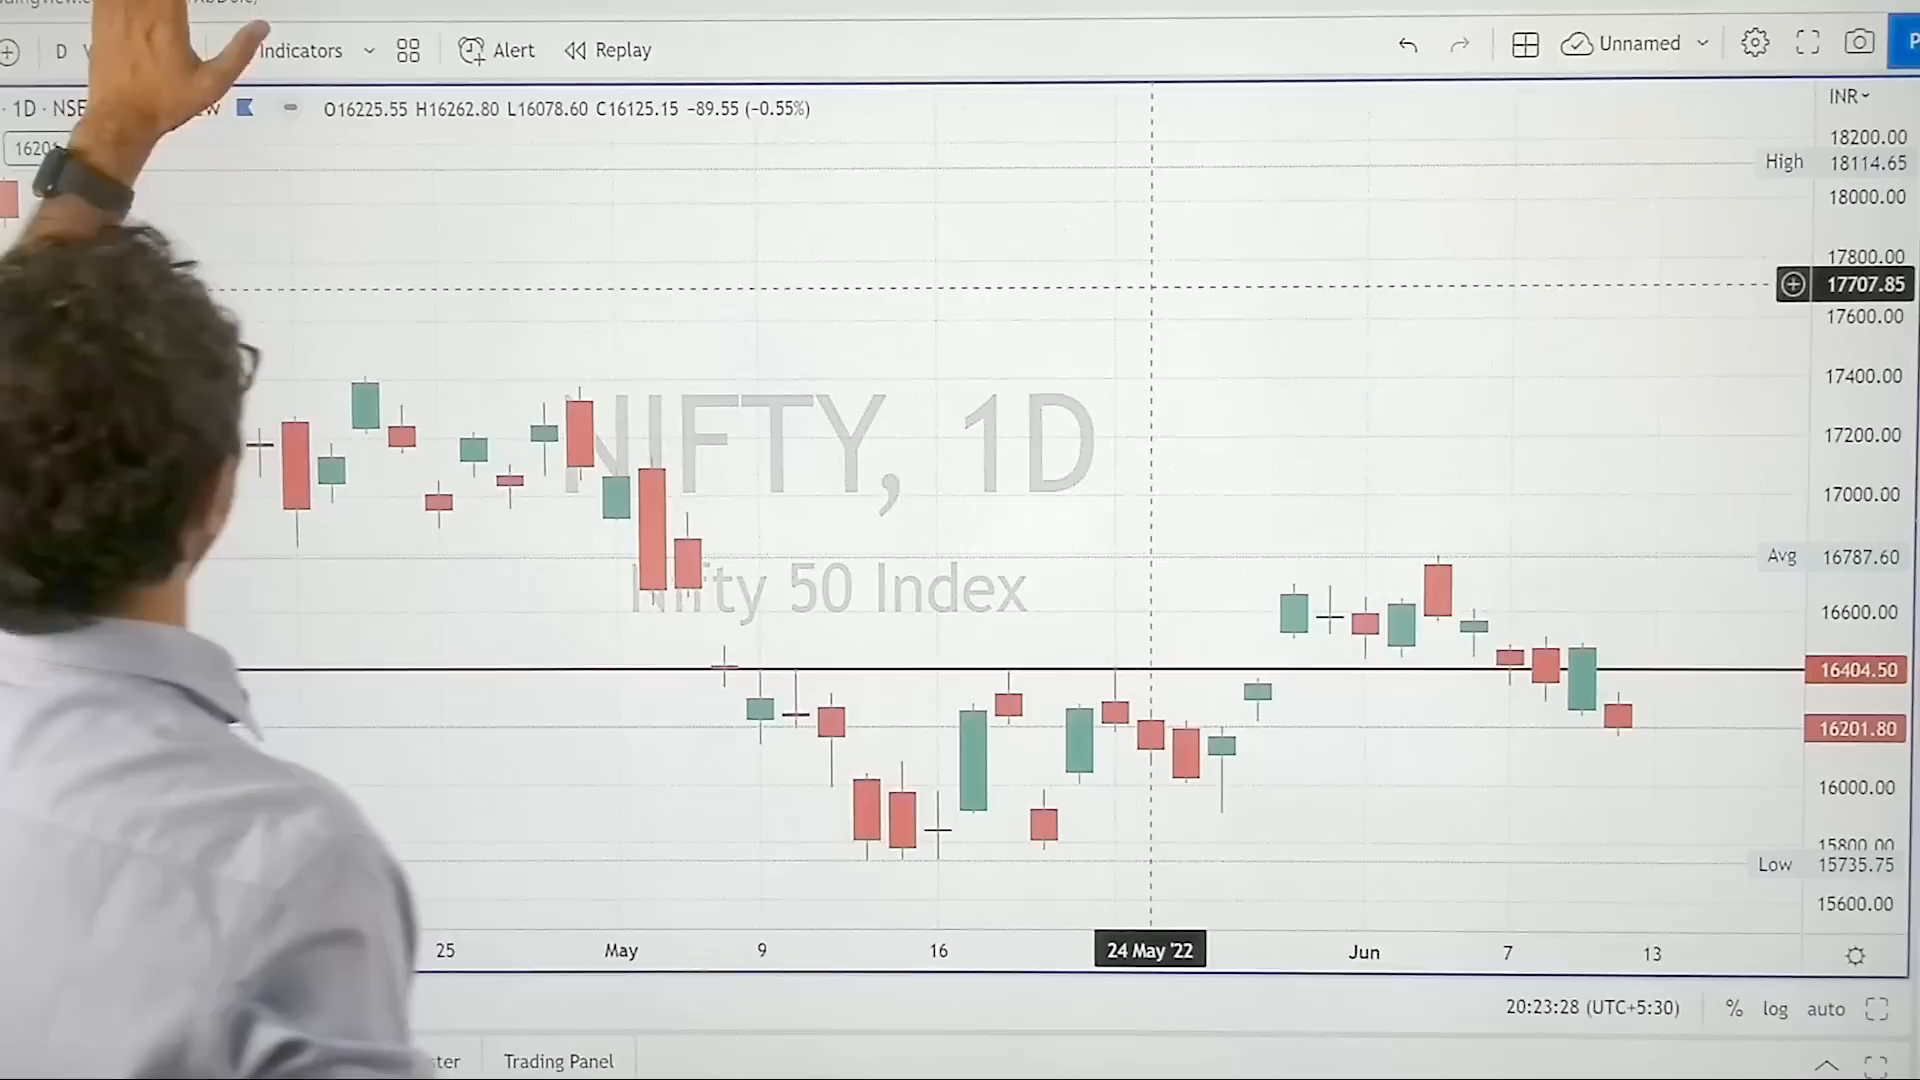 D
Indicators
Alert
Replay
Unnamed
· 1D · NSE
O16225.55 H16262.80 L16078.60 C16125.15 −89.55 (−0.55%)
INR
18200.00
High 18114.65
18000.00
17800.00
17707.85
17600.00
17400.00
NIFTY, 1D
17200.00
17000.00
Avg 16787.60
Nifty 50 Index
16600.00
16404.50
16201.80
16000.00
15800.00
Low 15735.75
15600.00
25 May 9 16 24 May '22 Jun 7 13
20:23:28 (UTC+5:30) % log auto
Trading Panel